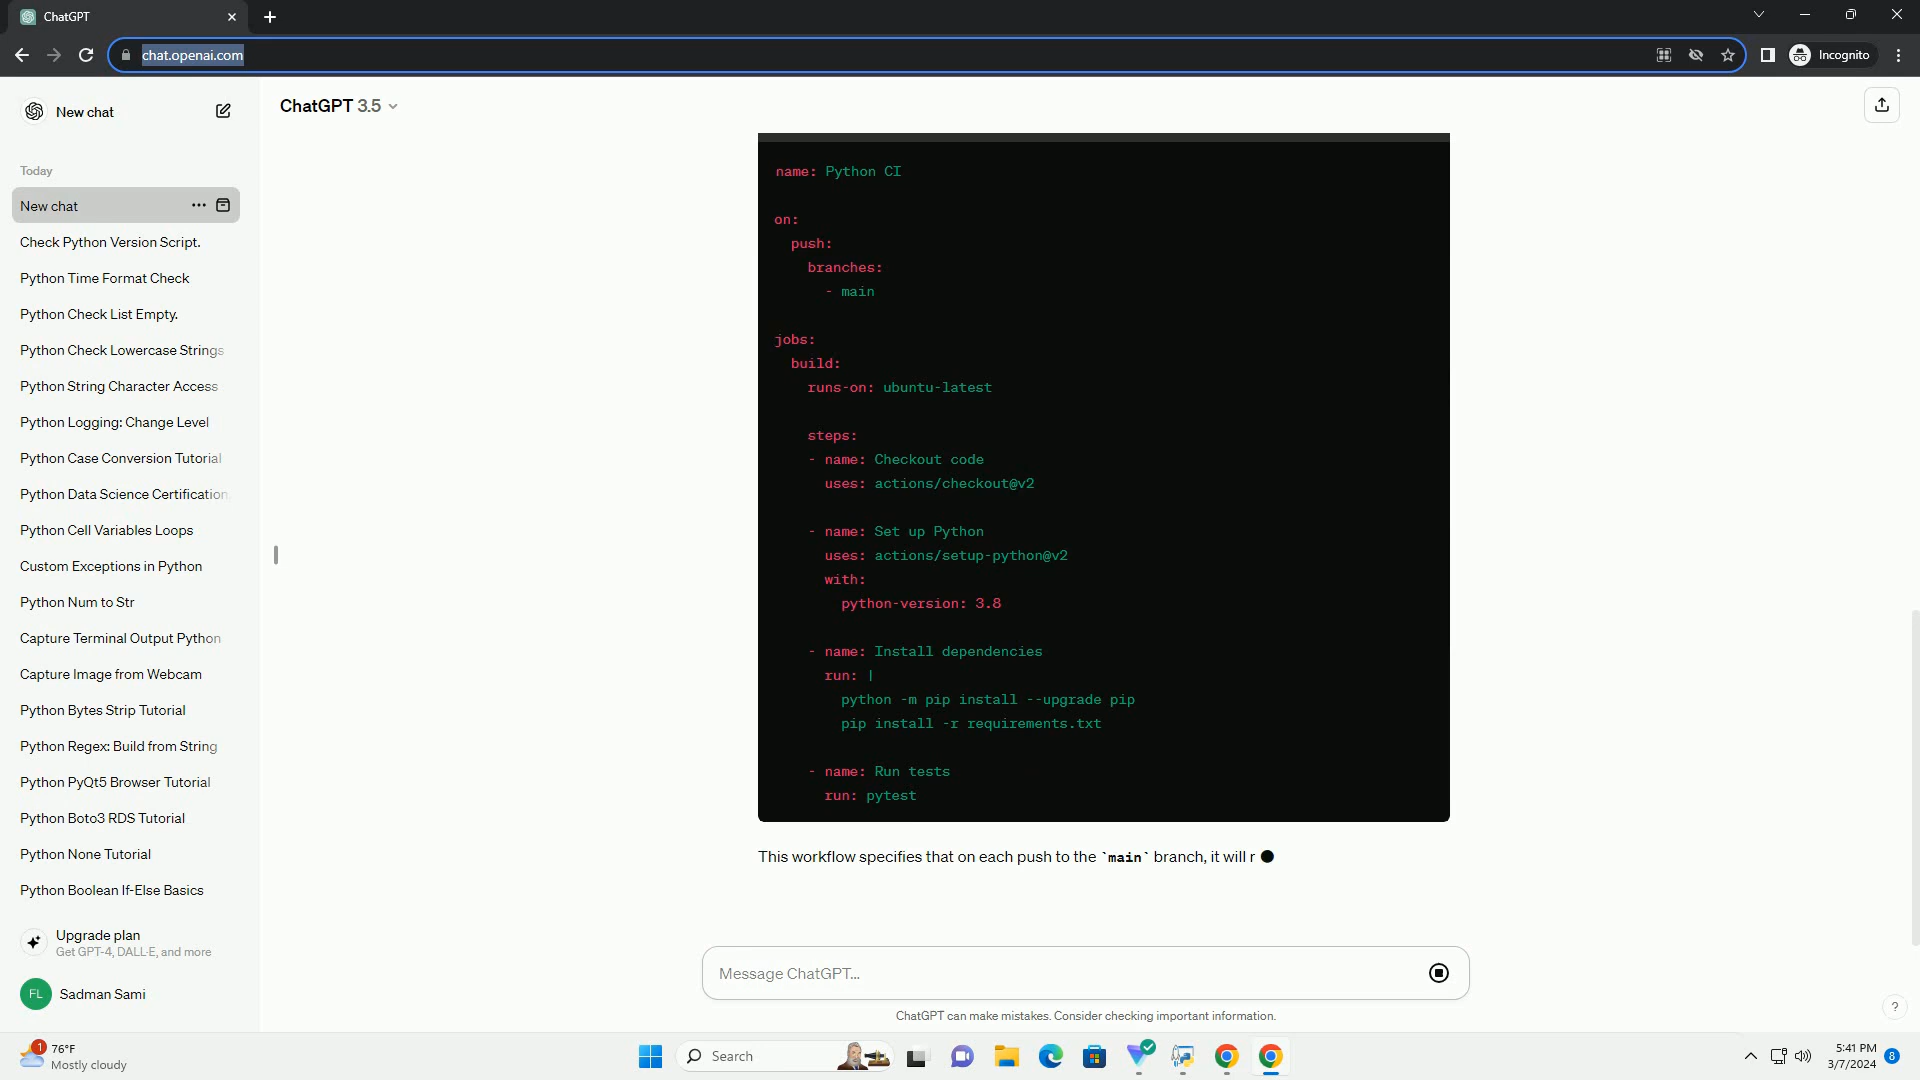 ChatGPT
chat.openai.com
Incognito
New chat
ChatGPT 3.5
Today
New chat
Check Python Version Script.
Python Time Format Check
Python Check List Empty.
Python Check Lowercase Strings
Python String Character Access
Python Logging: Change Level
Python Case Conversion Tutorial
Python Data Science Certification.
Python Cell Variables Loops
Custom Exceptions in Python
Python Num to Str
Capture Terminal Output Python
Capture Image from Webcam
Python Bytes Strip Tutorial
Python Regex: Build from String
Python PyQt5 Browser Tutorial
Python Boto3 RDS Tutorial
Python None Tutorial
Python Boolean If-Else Basics
Upgrade plan
Get GPT-4, DALL·E, and more
FL Sadman Sami
name: Python CI
on:
push:
branches:
- main
jobs:
build:
runs-on: ubuntu-latest
steps:
- name: Checkout code
uses: actions/checkout@v2
- name: Set up Python
uses: actions/setup-python@v2
with:
python-version: 3.8
- name: Install dependencies
run: |
python -m pip install --upgrade pip
pip install -r requirements.txt
- name: Run tests
run: pytest
This workflow specifies that on each push to the `main` branch, it will r
Message ChatGPT...
ChatGPT can make mistakes. Consider checking important information.
?
1
76°F
Mostly cloudy
Search
5:41 PM
3/7/2024
8